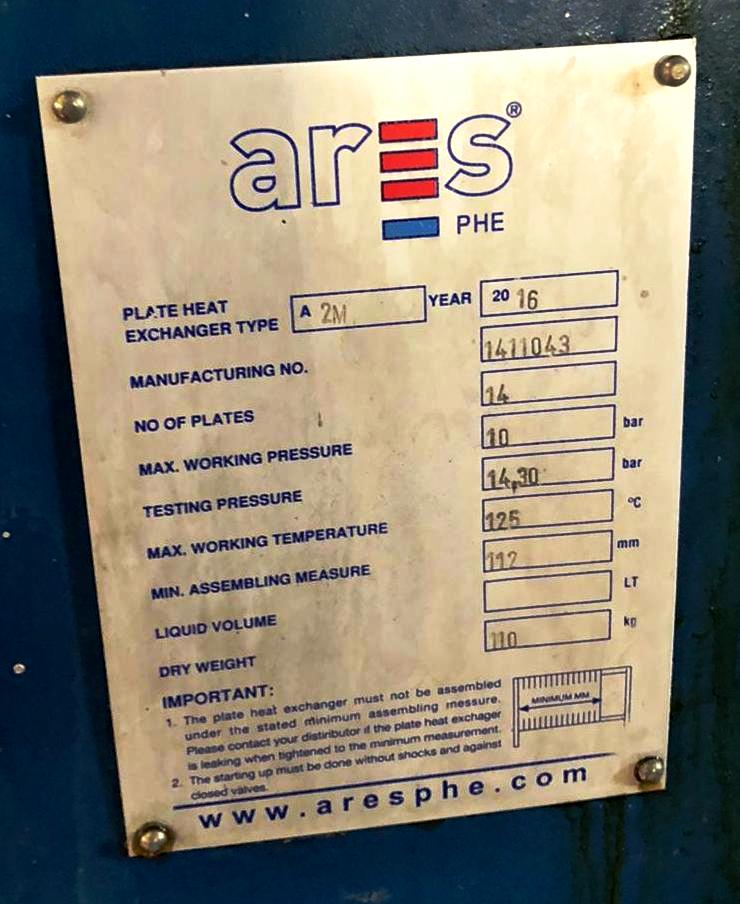 ares®
PHE
PLATE HEAT
EXCHANGER TYPE A 2M YEAR 20 16
MANUFACTURING NO. 1411043
NO OF PLATES 14
MAX. WORKING PRESSURE 10 bar
TESTING PRESSURE 14,30 bar
MAX. WORKING TEMPERATURE 125 °C
MIN. ASSEMBLING MEASURE 112 mm
LIQUID VOLUME LT
DRY WEIGHT 110 kg
IMPORTANT:
1. The plate heat exchanger must not be assembled
under the stated minimum assembling messure.
Please contact your distiributor if the plate heat exchager
is leaking when tightened to the minimum measurement.
2. The starting up must be done without shocks and against
closed valves.
MINIMUM MM
www.aresphe.com